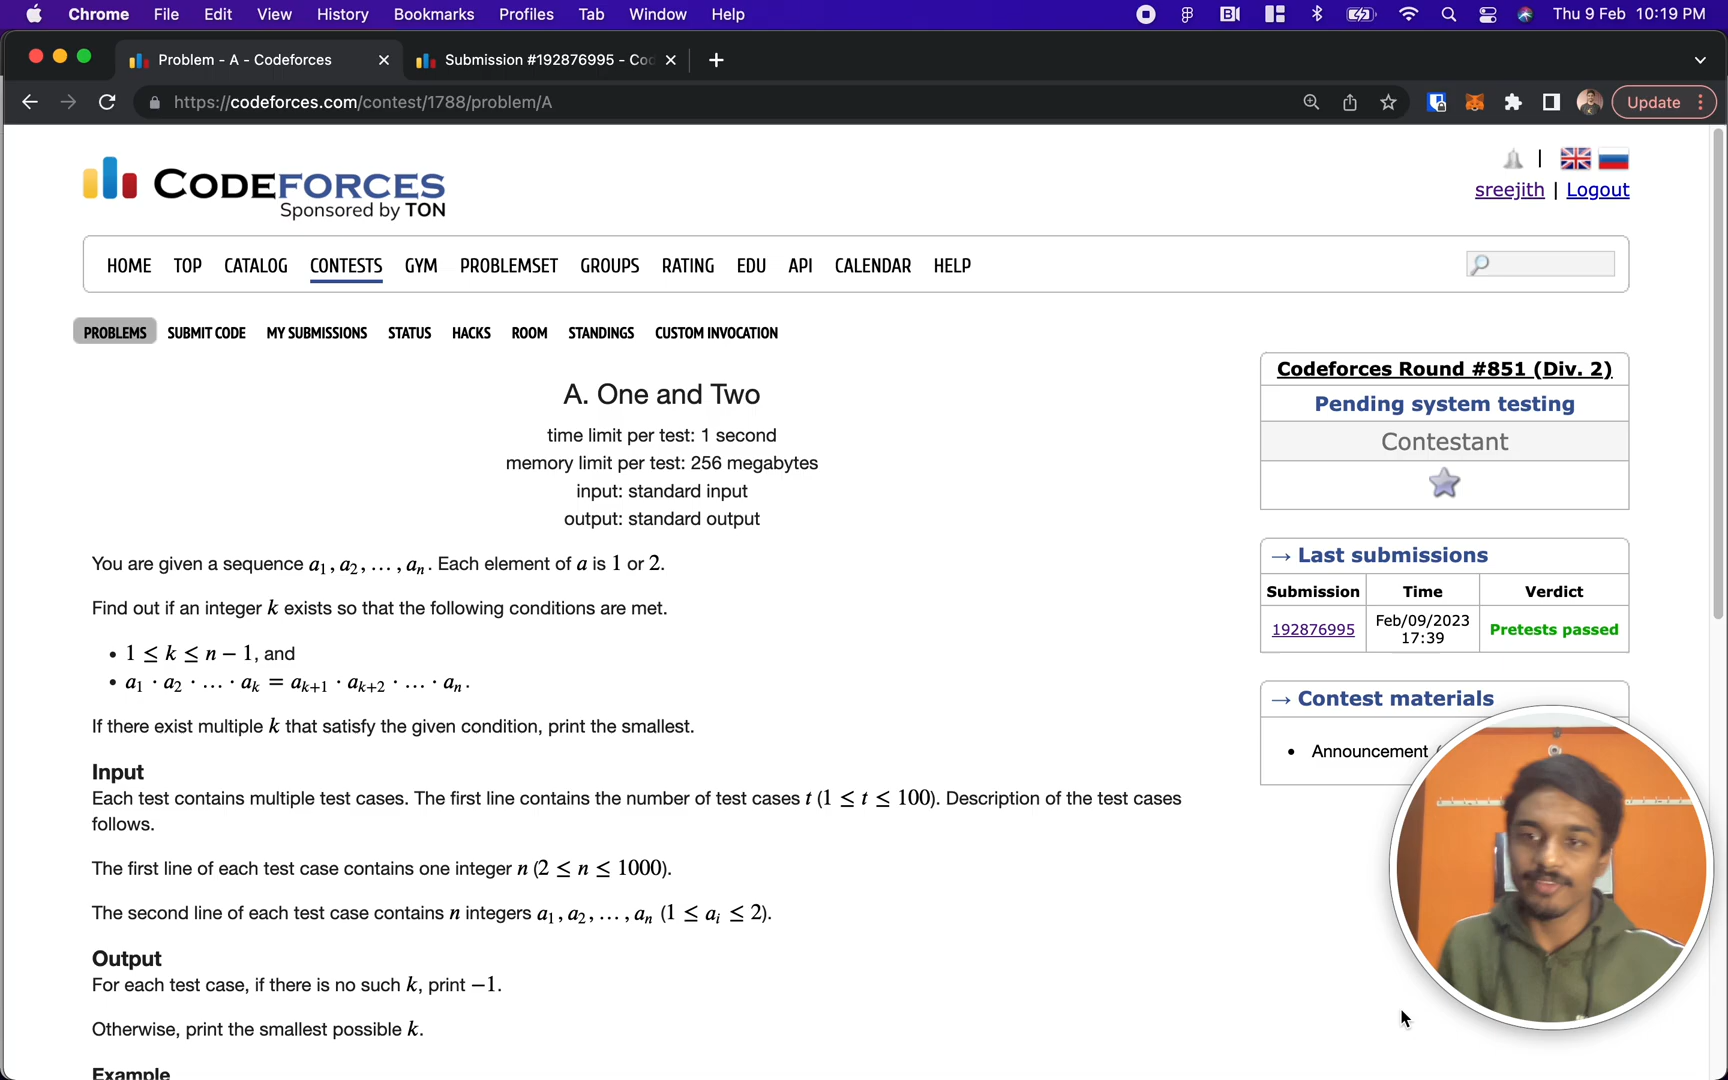 Chrome File Edit View History Bookmarks Profiles Tab Window Help Thu 9 Feb 10:19 PM
Problem - A - Codeforces Submission #192876995 - Co
https://codeforces.com/contest/1788/problem/A Update
CODEFORCES
Sponsored by TON
sreejith | Logout
HOME TOP CATALOG CONTESTS GYM PROBLEMSET GROUPS RATING EDU API CALENDAR HELP
PROBLEMS SUBMIT CODE MY SUBMISSIONS STATUS HACKS ROOM STANDINGS CUSTOM INVOCATION
A. One and Two
time limit per test: 1 second
memory limit per test: 256 megabytes
input: standard input
output: standard output
You are given a sequence a₁, a₂, … , aₙ. Each element of a is 1 or 2.
Find out if an integer k exists so that the following conditions are met.
• 1 ≤ k ≤ n − 1, and
• a₁ · a₂ · … · aₖ = aₖ₊₁ · aₖ₊₂ · … · aₙ.
If there exist multiple k that satisfy the given condition, print the smallest.
Input
Each test contains multiple test cases. The first line contains the number of test cases t (1 ≤ t ≤ 100). Description of the test cases
follows.
The first line of each test case contains one integer n (2 ≤ n ≤ 1000).
The second line of each test case contains n integers a₁, a₂, … , aₙ (1 ≤ aᵢ ≤ 2).
Output
For each test case, if there is no such k, print −1.
Otherwise, print the smallest possible k.
Example
Codeforces Round #851 (Div. 2)
Pending system testing
Contestant
→ Last submissions
Submission Time Verdict
192876995 Feb/09/2023 17:39 Pretests passed
→ Contest materials
• Announcement